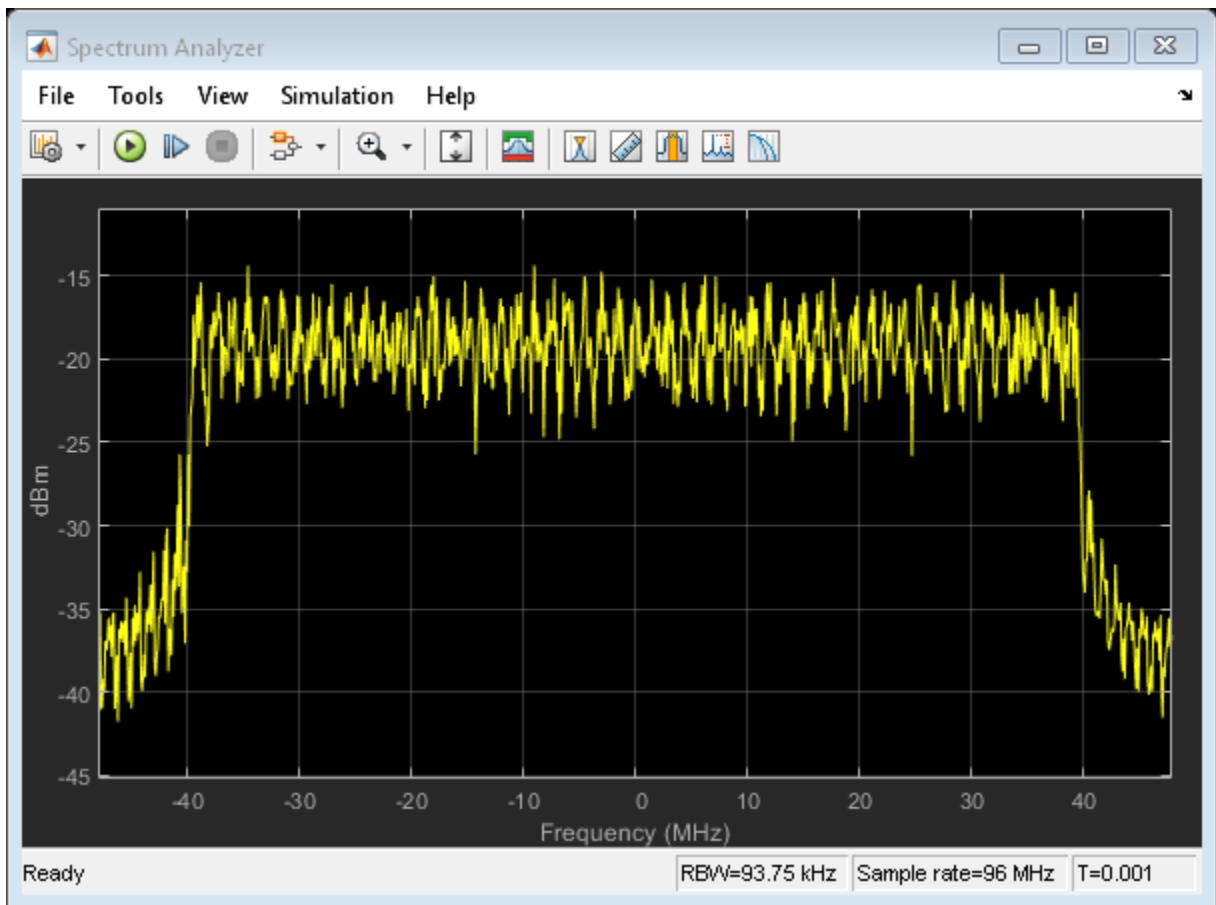 Spectrum Analyzer
File Tools View Simulation Help
-15
-20
-25
-30
-35
-40
-45
dBm
-40 -30 -20 -10 0 10 20 30 40
Frequency (MHz)
Ready RBW=93.75 kHz Sample rate=96 MHz T=0.001